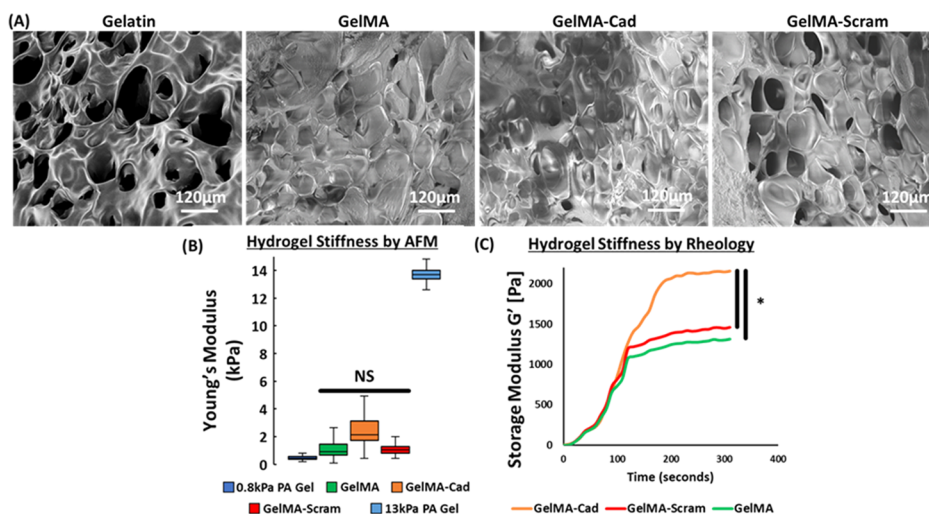 (A)
Gelatin
GelMA
GelMA-Cad
GelMA-Scram
120µm
120µm
120µm
120µm
(B)
Hydrogel Stiffness by AFM
Young's Modulus
(kPa)
14
12
10
8
6
4
2
0
NS
0.8kPa PA Gel
GelMA
GelMA-Cad
GelMA-Scram
13kPa PA Gel
(C)
Hydrogel Stiffness by Rheology
Storage Modulus G' [Pa]
2000
1500
1000
500
0
*
0
100
200
300
400
Time (seconds)
GelMA-Cad
GelMA-Scram
GelMA